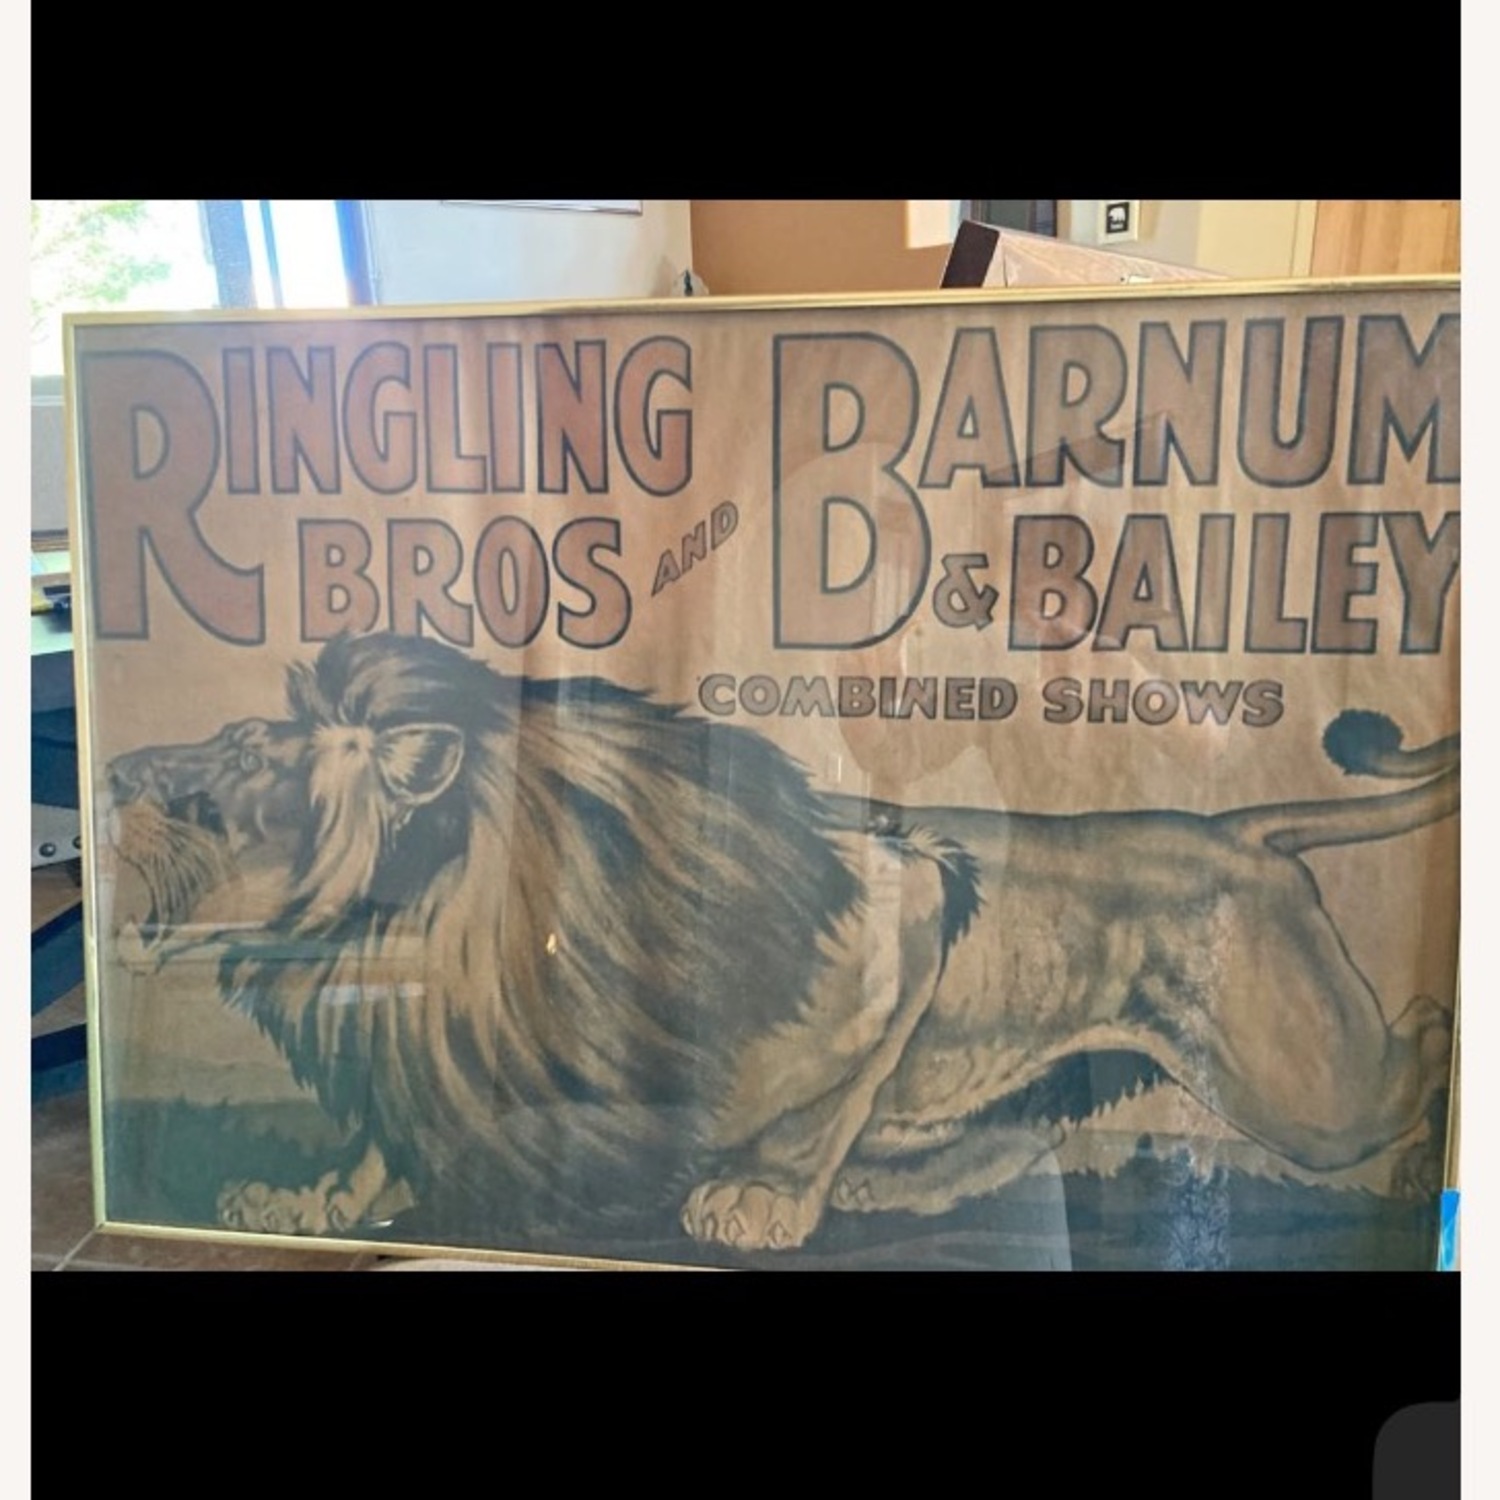 RINGLING
BROS AND
BARNUM
& BAILEY
COMBINED SHOWS